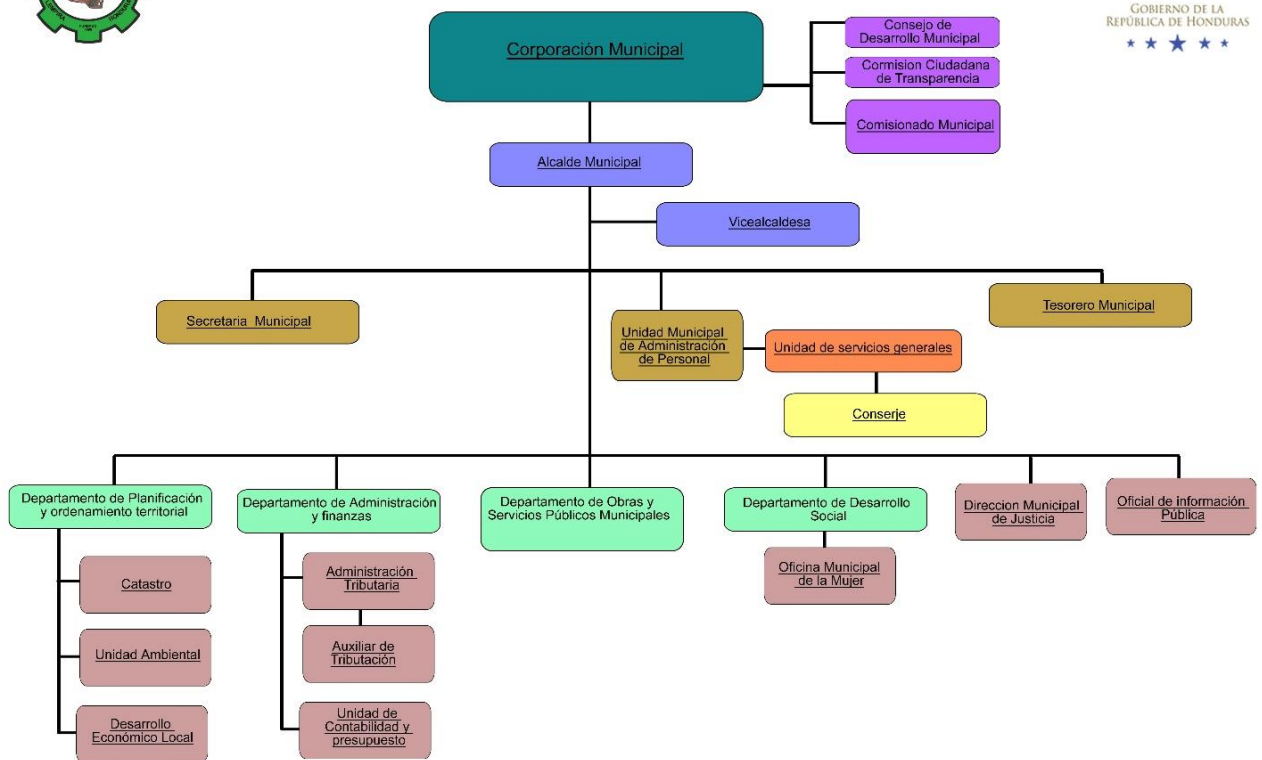 LEMPIRA
HONDURAS
GOBIERNO DE LA
REPÚBLICA DE HONDURAS
Corporación Municipal
Consejo de
Desarrollo Municipal
Cormision Ciudadana
de Transparencia
Comisionado Municipal
Alcalde Municipal
Vicealcaldesa
Secretaria Municipal
Unidad Municipal
de Administración
de Personal
Unidad de servicios generales
Tesorero Municipal
Conserje
Departamento de Planificación
y ordenamiento territorial
Departamento de Administración
y finanzas
Departamento de Obras y
Servicios Públicos Municipales
Departamento de Desarrollo
Social
Direccion Municipal
de Justicia
Oficial de información
Pública
Catastro
Unidad Ambiental
Desarrollo
Económico Local
Administración
Tributaria
Auxiliar de
Tributación
Unidad de
Contabilidad y
presupuesto
Oficina Municipal
de la Mujer